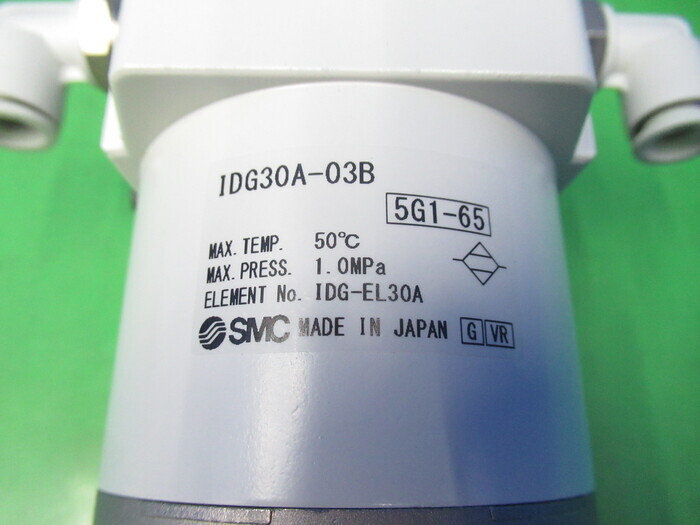 IDG30A-03B
5G1-65
MAX. TEMP. 50℃
MAX. PRESS. 1.0MPa
ELEMENT No. IDG-EL30A
SMC MADE IN JAPAN G VR